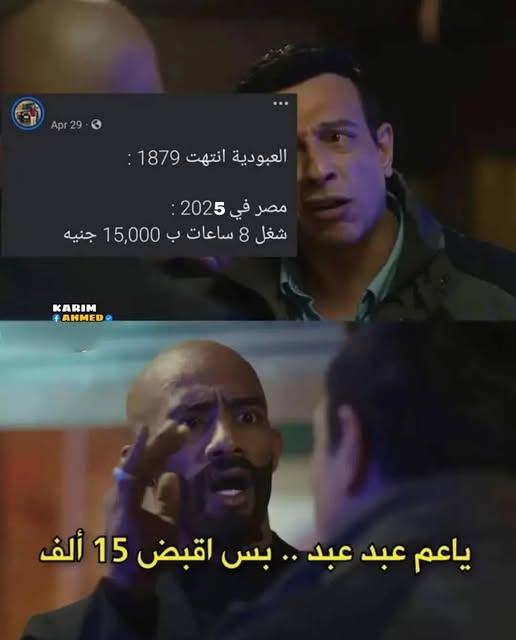 Apr 29
العبودية انتهت 1879 :
مصر في 2025 :
شغل 8 ساعات ب 15,000 جنيه
KARIM
AHMED
ياعم عبد عبد .. بس اقبض 15 ألف